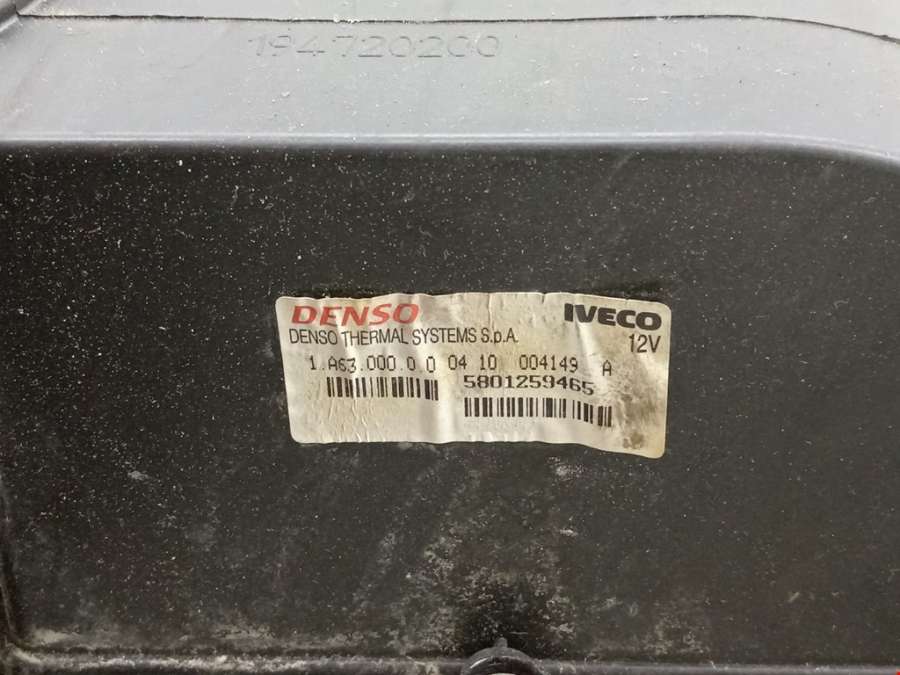 194720200
DENSO IVECO
DENSO THERMAL SYSTEMS S.p.A. 12V
1.A63.000.0 0 04 10 004149 A
5801259465